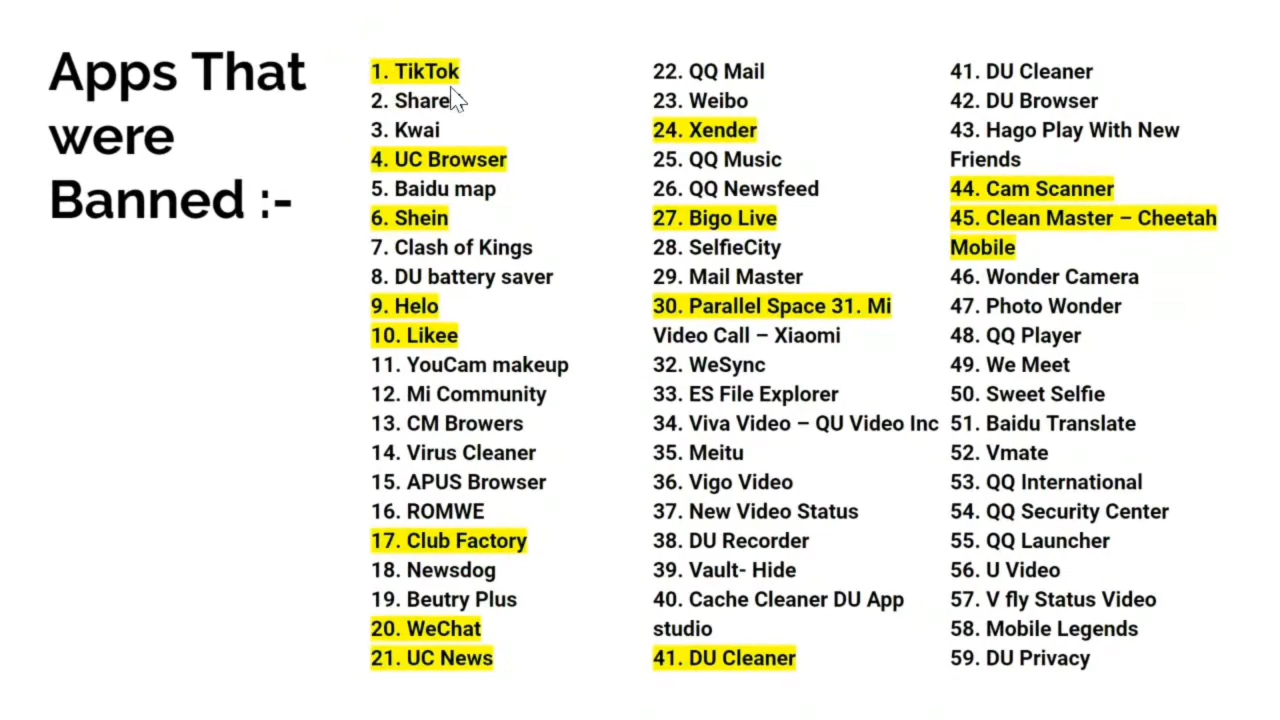 Apps That
were
Banned :-
1. TikTok
2. Share
3. Kwai
4. UC Browser
5. Baidu map
6. Shein
7. Clash of Kings
8. DU battery saver
9. Helo
10. Likee
11. YouCam makeup
12. Mi Community
13. CM Browers
14. Virus Cleaner
15. APUS Browser
16. ROMWE
17. Club Factory
18. Newsdog
19. Beutry Plus
20. WeChat
21. UC News
22. QQ Mail
23. Weibo
24. Xender
25. QQ Music
26. QQ Newsfeed
27. Bigo Live
28. SelfieCity
29. Mail Master
30. Parallel Space 31. Mi
Video Call – Xiaomi
32. WeSync
33. ES File Explorer
34. Viva Video – QU Video Inc
35. Meitu
36. Vigo Video
37. New Video Status
38. DU Recorder
39. Vault- Hide
40. Cache Cleaner DU App
studio
41. DU Cleaner
41. DU Cleaner
42. DU Browser
43. Hago Play With New
Friends
44. Cam Scanner
45. Clean Master – Cheetah
Mobile
46. Wonder Camera
47. Photo Wonder
48. QQ Player
49. We Meet
50. Sweet Selfie
51. Baidu Translate
52. Vmate
53. QQ International
54. QQ Security Center
55. QQ Launcher
56. U Video
57. V fly Status Video
58. Mobile Legends
59. DU Privacy